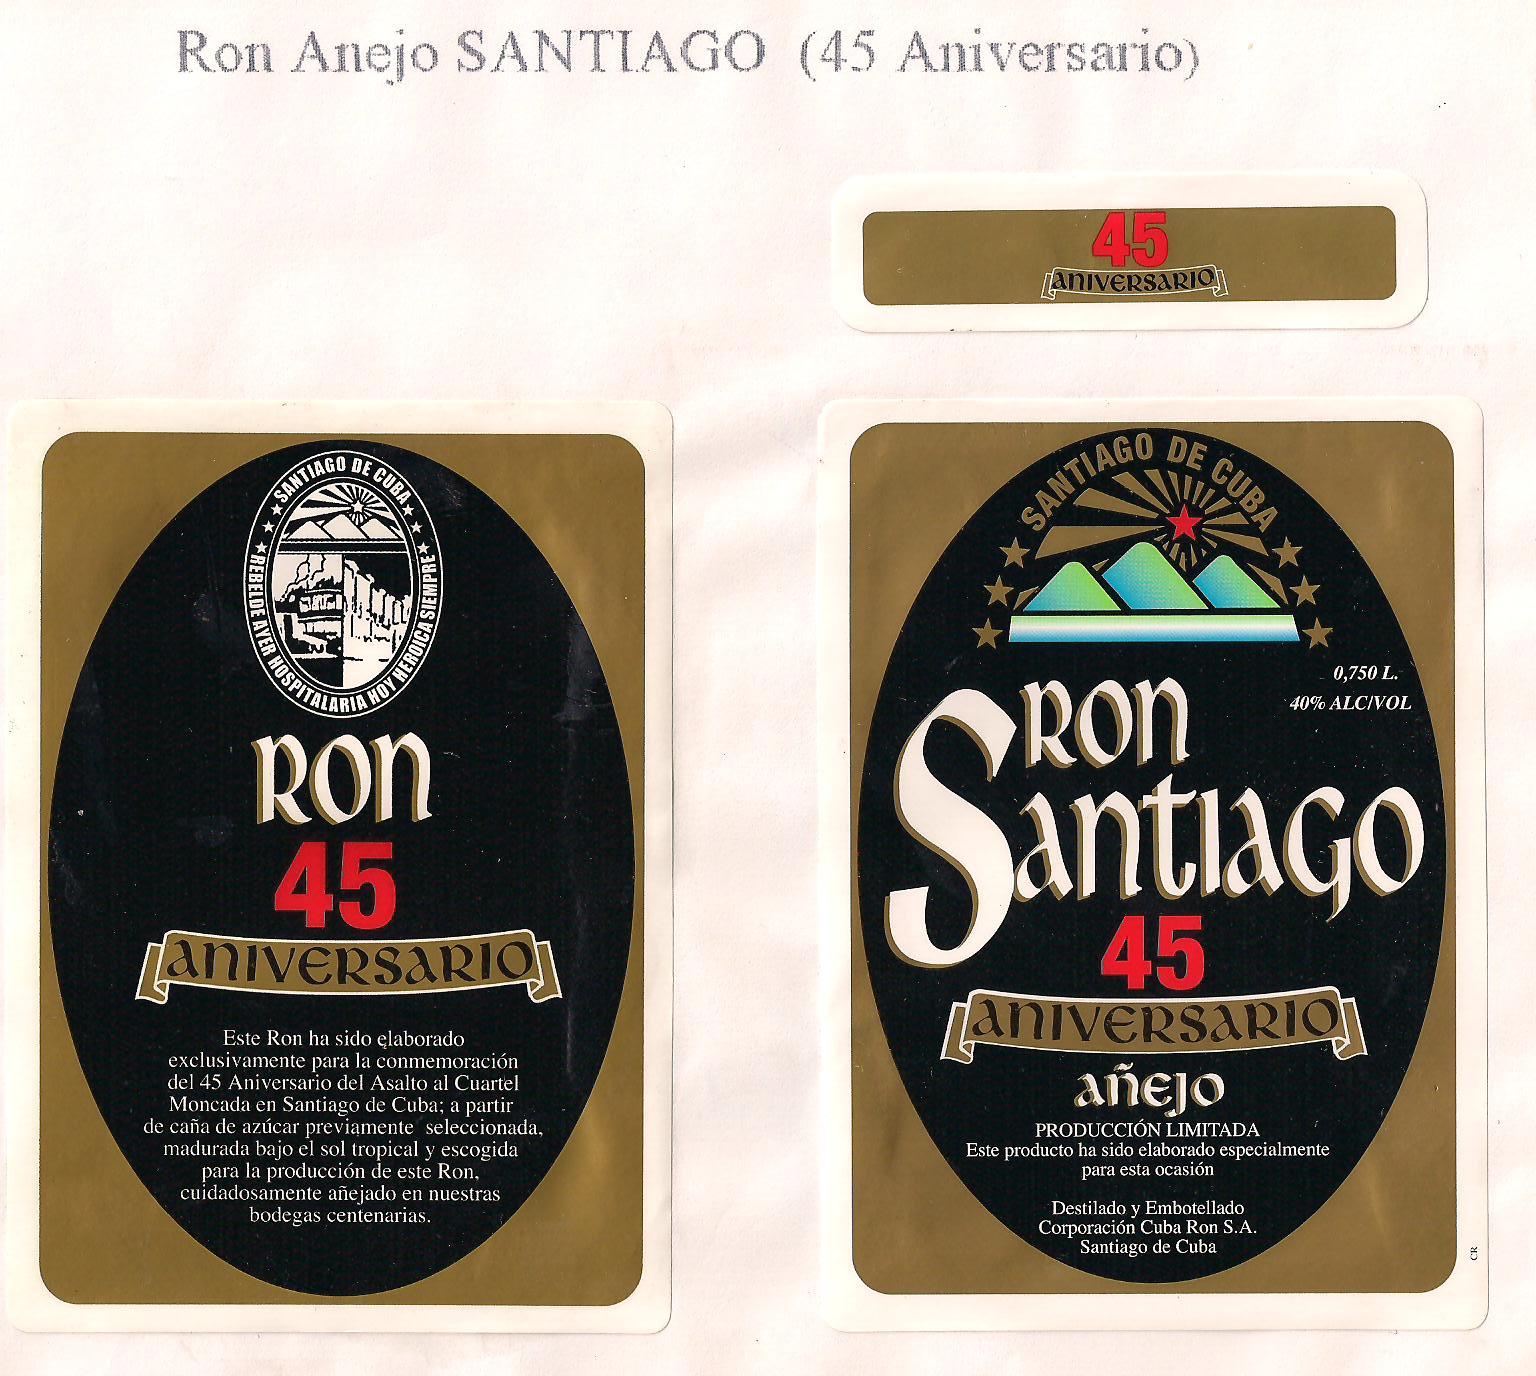 Ron Anejo SANTIAGO (45 Aniversario)
45
ANIVERSARIO
SANTIAGO DE CUBA
REBELDE AYER HOSPITALARIA HOY HEROICA SIEMPRE
RON
45
ANIVERSARIO
Este Ron ha sido elaborado
exclusivamente para la conmemoración
del 45 Aniversario del Asalto al Cuartel
Moncada en Santiago de Cuba; a partir
de caña de azúcar previamente seleccionada,
madurada bajo el sol tropical y escogida
para la producción de este Ron,
cuidadosamente añejado en nuestras
bodegas centenarias.
SANTIAGO DE CUBA
0,750 L.
40% ALC/VOL
RON
Santiago
45
ANIVERSARIO
añejo
PRODUCCIÓN LIMITADA
Este producto ha sido elaborado especialmente
para esta ocasión
Destilado y Embotellado
Corporación Cuba Ron S.A.
Santiago de Cuba
CR